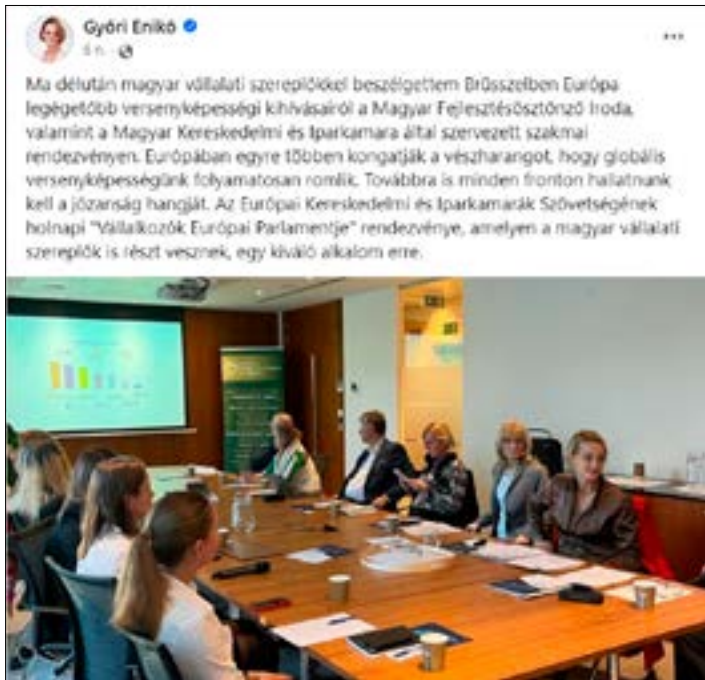 Győri Enikő
Ma délután magyar vállalati szereplőkkel beszélgettem Brüsszelben Európa
legégetőbb versenyképességi kihívásairól a Magyar Fejlesztésösztönző Iroda,
valamint a Magyar Kereskedelmi és Iparkamara által szervezett szakmai
rendezvényen. Európában egyre többen kongatják a vészharangot, hogy globális
versenyképességünk folyamatosan romlik. Továbbra is minden fronton hallatnunk
kell a józanság hangját. Az Európai Kereskedelmi és Iparkamarák Szövetségének
holnapi "Vállalkozók Európai Parlamentje" rendezvénye, amelyen a magyar vállalati
szereplők is részt vesznek, egy kiváló alkalom erre.